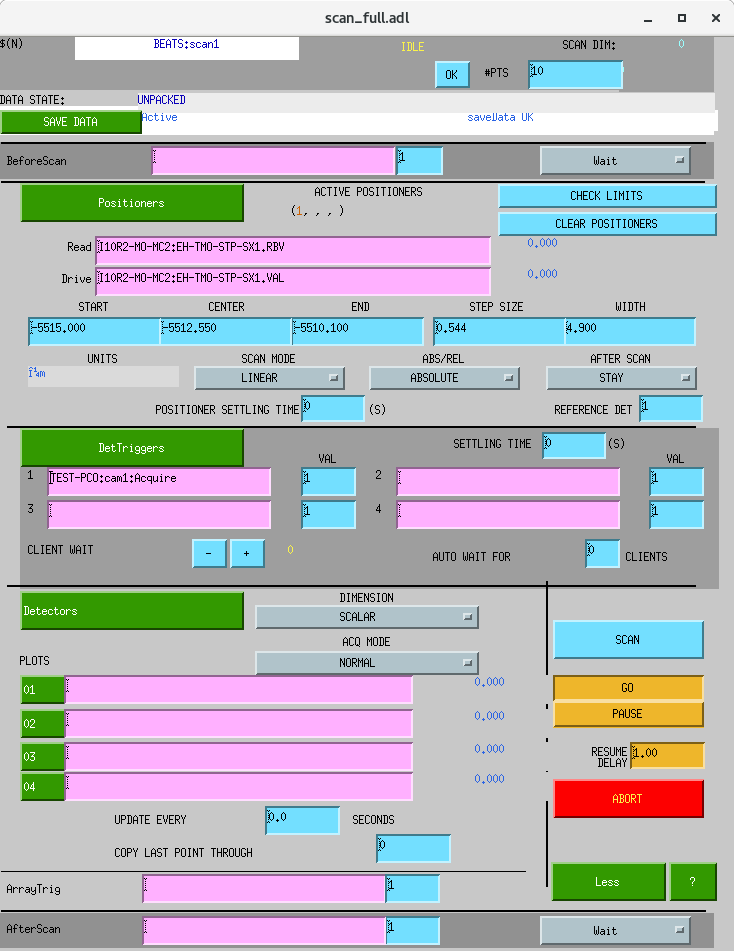 scan_full.adl
$(N) BEATS:scan1 IDLE SCAN DIM: 0
OK #PTS 10
DATA STATE: UNPACKED
SAVE DATA Active saveData OK
BeforeScan 1 Wait
Positioners ACTIVE POSITIONERS CHECK LIMITS
(1, , , ) CLEAR POSITIONERS
Read I10R2-MO-MC2:EH-TMO-STP-SX1.RBV 0.000
Drive I10R2-MO-MC2:EH-TMO-STP-SX1.VAL 0.000
START CENTER END STEP SIZE WIDTH
-5515.000 -5512.550 -5510.100 0.544 4.900
UNITS SCAN MODE ABS/REL AFTER SCAN
µm LINEAR ABSOLUTE STAY
POSITIONER SETTLING TIME 0 (S) REFERENCE DET 1
DetTriggers SETTLING TIME 0 (S)
VAL VAL
1 TEST-PCO:cam1:Acquire 1 2 1
3 1 4 1
CLIENT WAIT - + 0 AUTO WAIT FOR 0 CLIENTS
Detectors DIMENSION
SCALAR
ACQ MODE SCAN
PLOTS NORMAL
01 0.000 GO
02 0.000 PAUSE
03 0.000 RESUME DELAY 1.00
04 0.000 ABORT
UPDATE EVERY 0.0 SECONDS
COPY LAST POINT THROUGH 0
ArrayTrig 1 Less ?
AfterScan 1 Wait